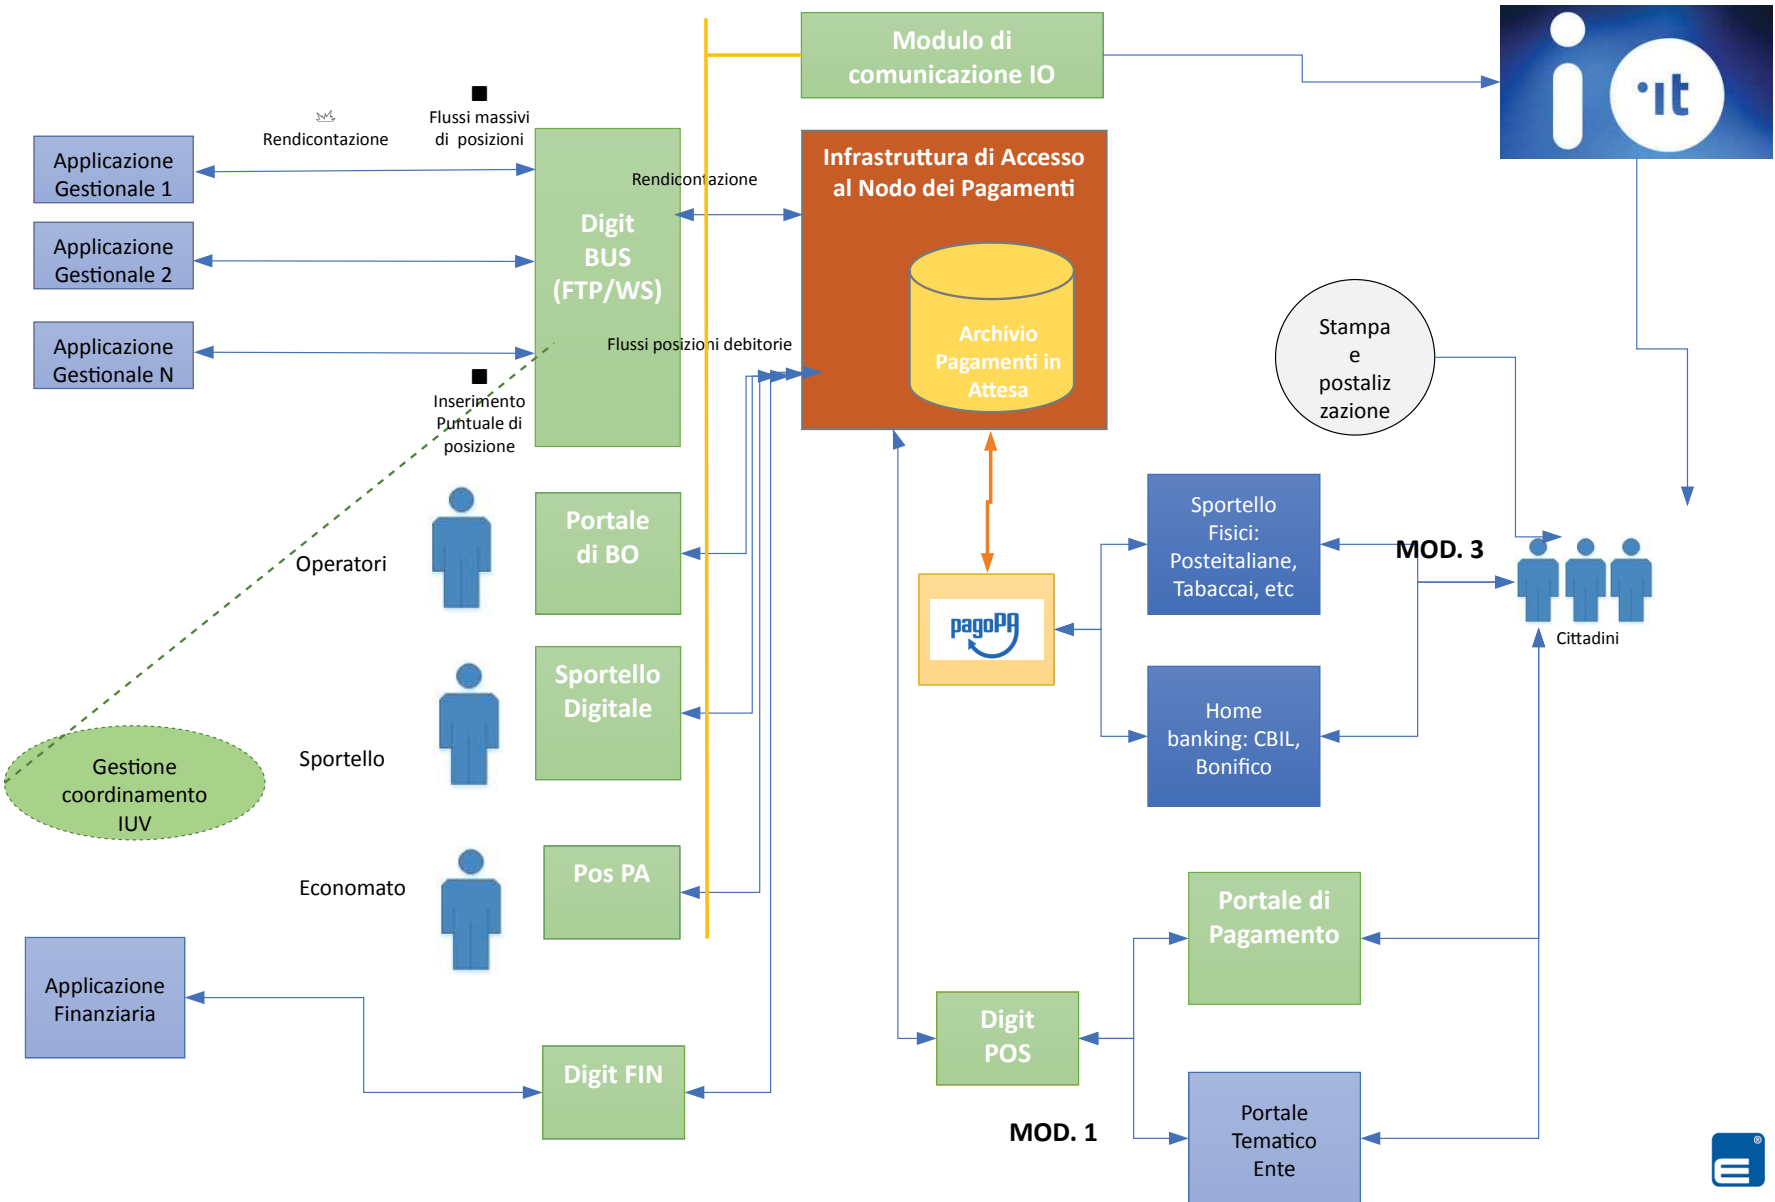 Modulo di
comunicazione IO
iO
.it
Flussi massivi
di posizioni
Rendicontazione
Applicazione
Gestionale 1
Applicazione
Gestionale 2
Applicazione
Gestionale N
Digit
BUS
(FTP/WS)
Rendicontazione
Flussi posizioni debitorie
Infrastruttura di Accesso
al Nodo dei Pagamenti
Archivio
Pagamenti in
Attesa
Stampa
e
postaliz
zazione
Inserimento
Puntuale di
posizione
Operatori
Portale
di BO
Sportello
Fisici:
Posteitaliane,
Tabaccai, etc
MOD. 3
pagoPA
Cittadini
Sportello
Digitale
Sportello
Home
banking: CBIL,
Bonifico
Gestione
coordinamento
IUV
Economato
Pos PA
Portale di
Pagamento
Applicazione
Finanziaria
Digit FIN
Digit
POS
MOD. 1
Portale
Tematico
Ente
®